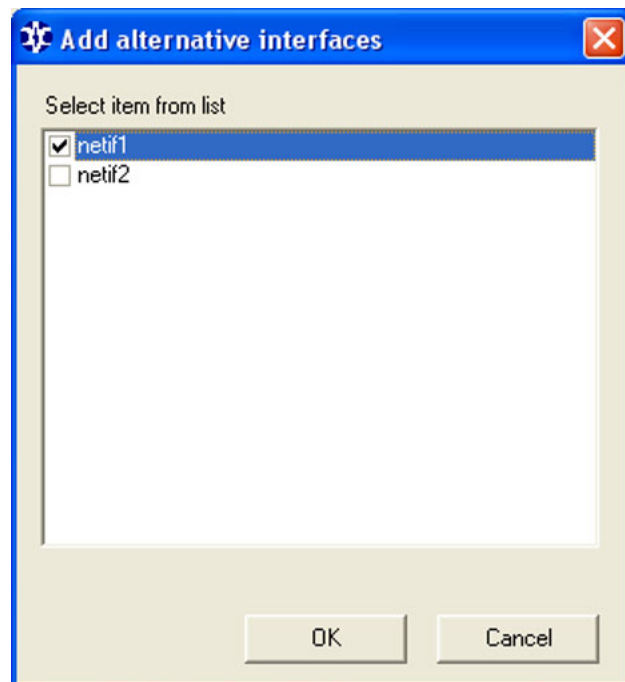 Add alternative interfaces
Select item from list
netif1
netif2
OK
Cancel